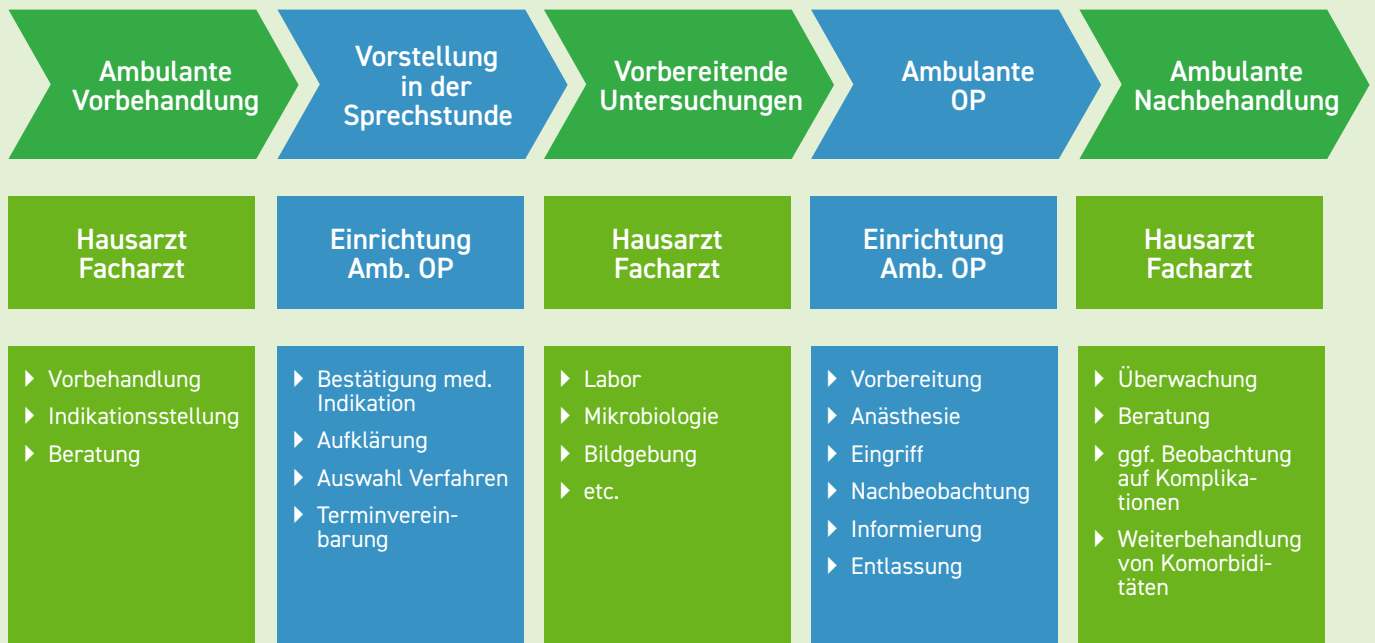 Ambulante
Vorbehandlung
Vorstellung
in der
Sprechstunde
Vorbereitende
Untersuchungen
Ambulante
OP
Ambulante
Nachbehandlung
Hausarzt
Facharzt
Einrichtung
Amb. OP
Hausarzt
Facharzt
Einrichtung
Amb. OP
Hausarzt
Facharzt
Vorbehandlung
Indikationsstellung
Beratung
Bestätigung med.
Indikation
Aufklärung
Auswahl Verfahren
Terminverein-
barung
Labor
Mikrobiologie
Bildgebung
etc.
Vorbereitung
Anästhesie
Eingriff
Nachbeobachtung
Informierung
Entlassung
Überwachung
Beratung
ggf. Beobachtung
auf Komplika-
tionen
Weiterbehandlung
von Komorbidi-
täten